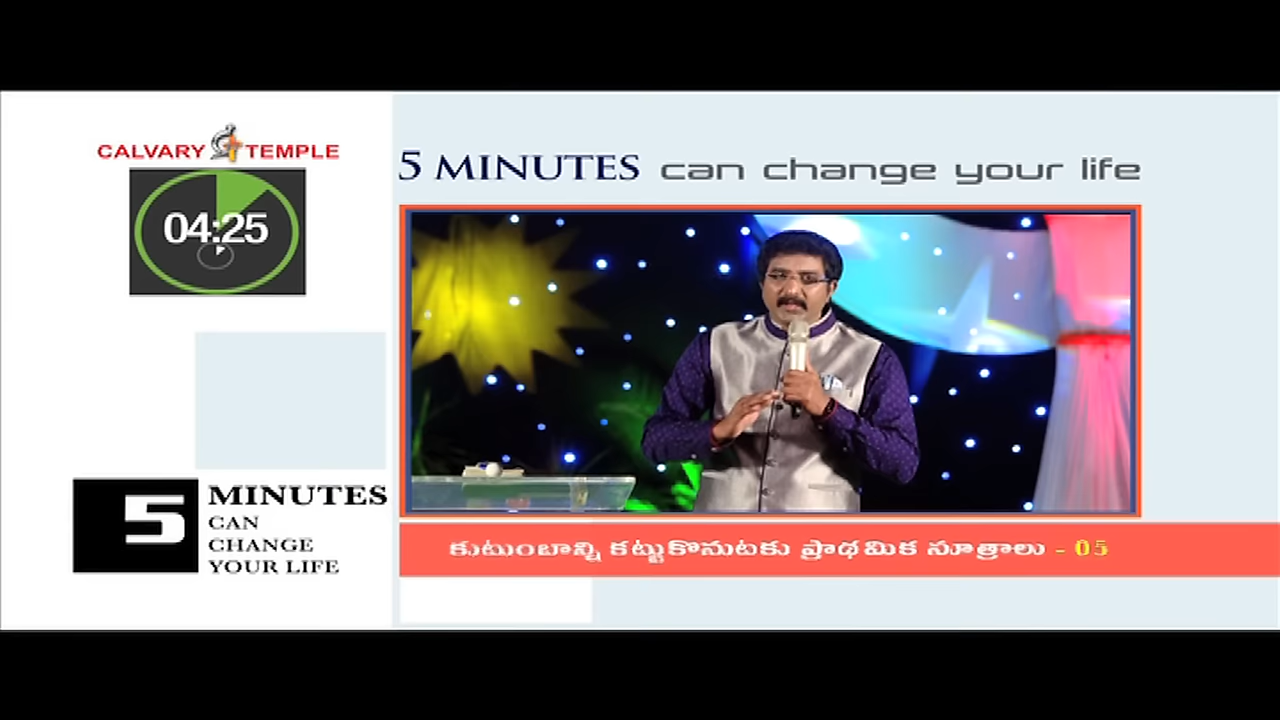 CALVARY TEMPLE
04:25
5 MINUTES can change your life
5 MINUTES
CAN
CHANGE
YOUR LIFE
కుటుంబాన్ని కట్టుకొనుటకు ప్రాథమిక సూత్రాలు - 05